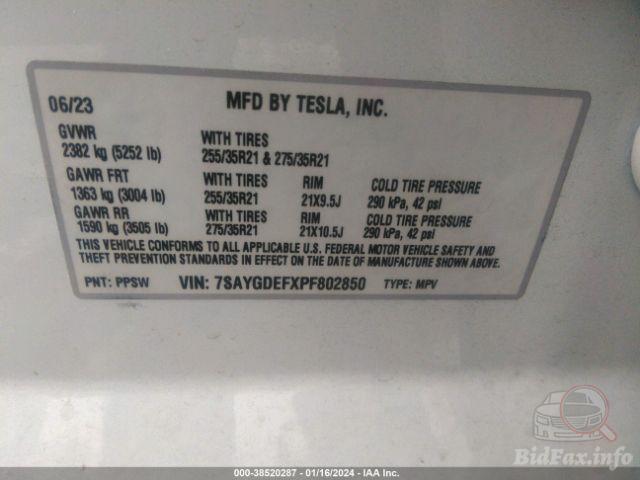 06/23 MFD BY TESLA, INC.
GVWR WITH TIRES
2382 kg (5252 lb) 255/35R21 & 275/35R21
GAWR FRT WITH TIRES RIM COLD TIRE PRESSURE
1363 kg (3004 lb) 255/35R21 21X9.5J 290 kPa, 42 psi
GAWR RR WITH TIRES RIM COLD TIRE PRESSURE
1590 kg (3505 lb) 275/35R21 21X10.5J 290 kPa, 42 psi
THIS VEHICLE CONFORMS TO ALL APPLICABLE U.S. FEDERAL MOTOR VEHICLE SAFETY AND
THEFT PREVENTION STANDARDS IN EFFECT ON THE DATE OF MANUFACTURE SHOWN ABOVE.
PNT: PPSW VIN: 7SAYGDEFXPF802850 TYPE: MPV
BidFax.info
000-38520287 - 01/16/2024 - IAA Inc.